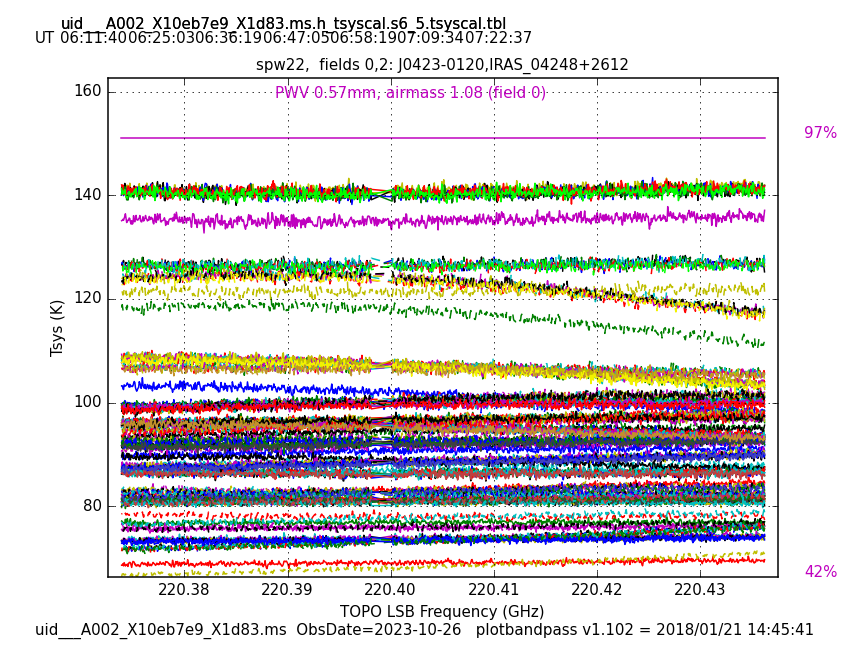 uid___A002_X10eb7e9_X1d83.ms.h_tsyscal.s6_5.tsyscal.tbl
UT 06:11:40 06:25:03 06:36:19 06:47:05 06:58:19 07:09:34 07:22:37
spw22,  fields 0,2: J0423-0120,IRAS_04248+2612
PWV 0.57mm, airmass 1.08 (field 0)
160
97%
140
120
Tsys (K)
100
80
42%
220.38 220.39 220.40 220.41 220.42 220.43
TOPO LSB Frequency (GHz)
uid___A002_X10eb7e9_X1d83.ms  ObsDate=2023-10-26   plotbandpass v1.102 = 2018/01/21 14:45:41